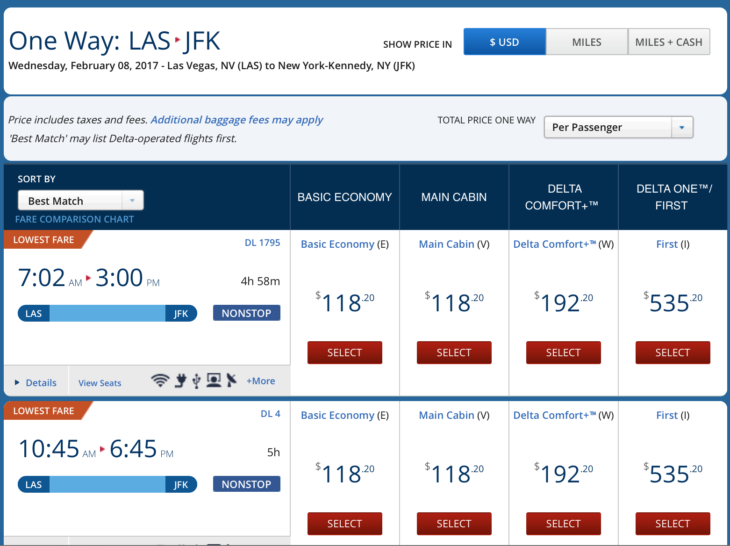 One Way: LAS ▸ JFK
SHOW PRICE IN
$ USD
MILES
MILES + CASH
Wednesday, February 08, 2017 - Las Vegas, NV (LAS) to New York-Kennedy, NY (JFK)
Price includes taxes and fees. Additional baggage fees may apply
'Best Match' may list Delta-operated flights first.
TOTAL PRICE ONE WAY
Per Passenger
SORT BY
Best Match
FARE COMPARISON CHART
BASIC ECONOMY
MAIN CABIN
DELTA
COMFORT+™
DELTA ONE™/
FIRST
LOWEST FARE
DL 1795
7:02 AM ▸ 3:00 PM
4h 58m
LAS
JFK
NONSTOP
Basic Economy (E)
$118.20
SELECT
Main Cabin (V)
$118.20
SELECT
Delta Comfort+™ (W)
$192.20
SELECT
First (I)
$535.20
SELECT
Details
View Seats
+More
LOWEST FARE
DL 4
10:45 AM ▸ 6:45 PM
5h
LAS
JFK
NONSTOP
Basic Economy (E)
$118.20
SELECT
Main Cabin (V)
$118.20
SELECT
Delta Comfort+™ (W)
$192.20
SELECT
First (I)
$535.20
SELECT